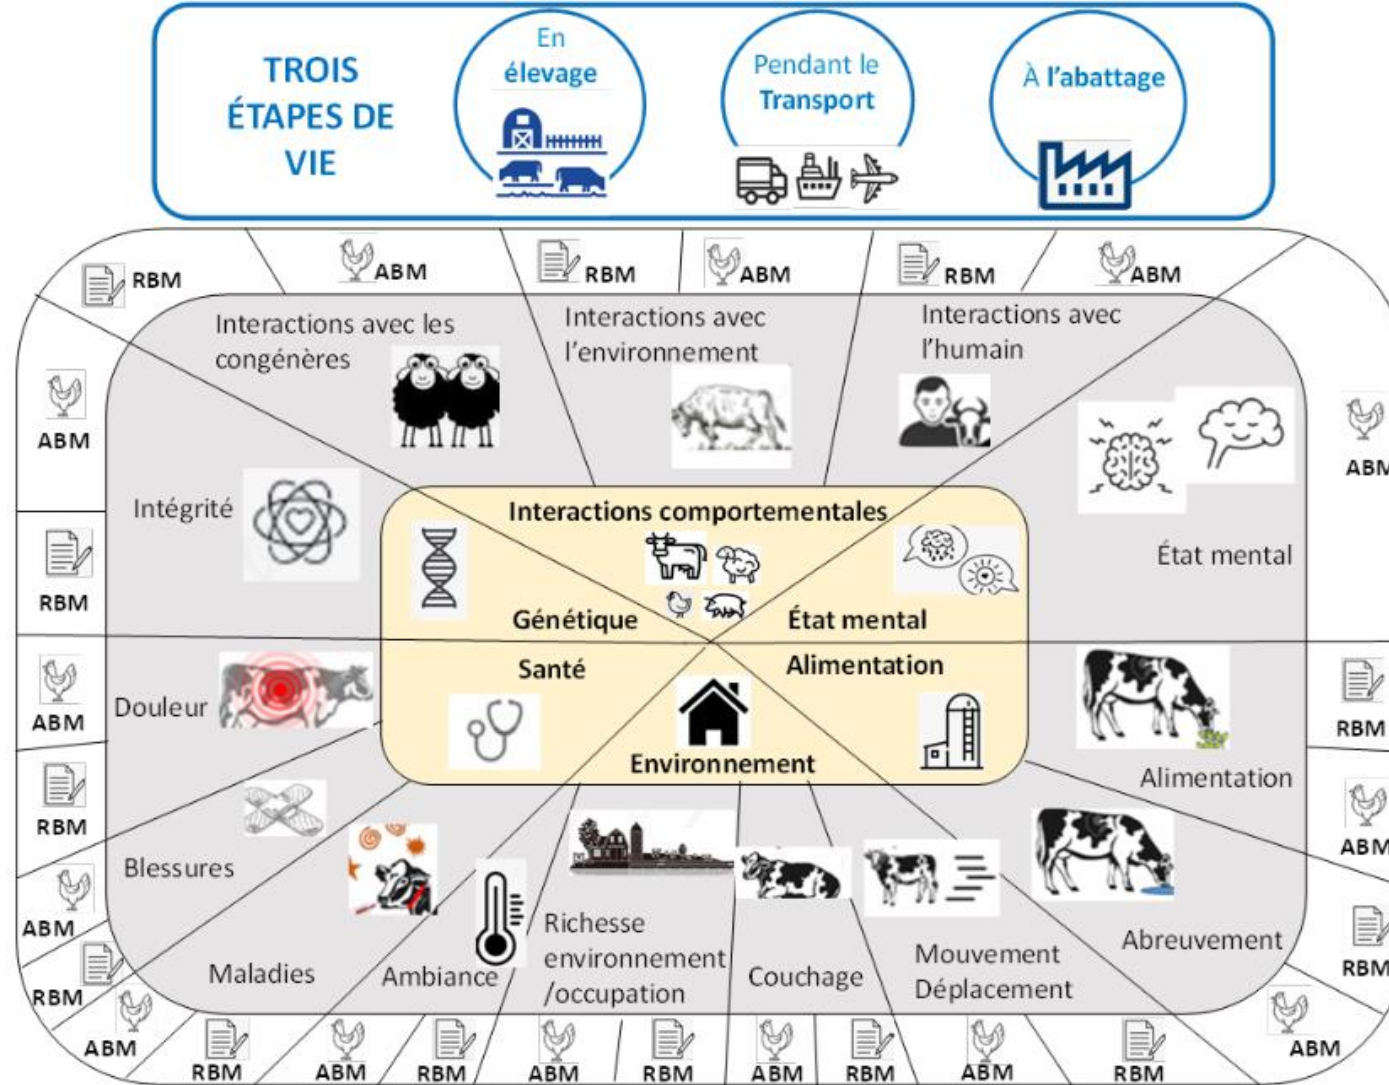 TROIS
ÉTAPES DE
VIE
En
élevage
Pendant le
Transport
À l'abattage
RBM
ABM
RBM
ABM
RBM
ABM
Interactions avec les
congénères
Interactions avec
l'environnement
Interactions avec
l'humain
ABM
ABM
Intégrité
État mental
RBM
Interactions comportementales
Génétique
État mental
Santé
Alimentation
Environnement
Douleur
ABM
RBM
Alimentation
RBM
ABM
Blessures
ABM
Abreuvement
RBM
Maladies
Ambiance
Richesse
environnement
/occupation
Couchage
Mouvement
Déplacement
RBM
ABM
ABM
RBM
ABM
RBM
ABM
RBM
ABM
RBM
ABM
RBM